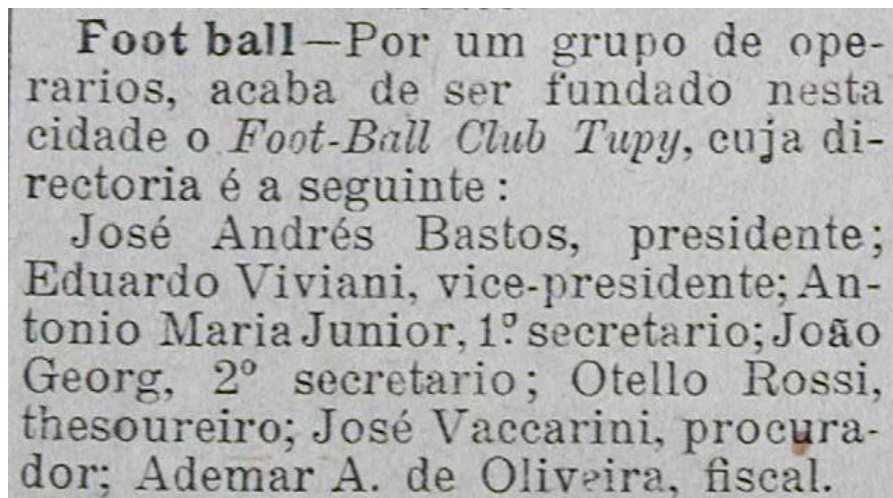 Foot ball—Por um grupo de ope-
rarios, acaba de ser fundado nesta
cidade o Foot-Ball Club Tupy, cuja di-
rectoria é a seguinte:
José Andrés Bastos, presidente;
Eduardo Viviani, vice-presidente; An-
tonio Maria Junior, 1º secretario; João
Georg, 2º secretario; Otello Rossi,
thesoureiro; José Vaccarini, procura-
dor; Ademar A. de Oliveira, fiscal.